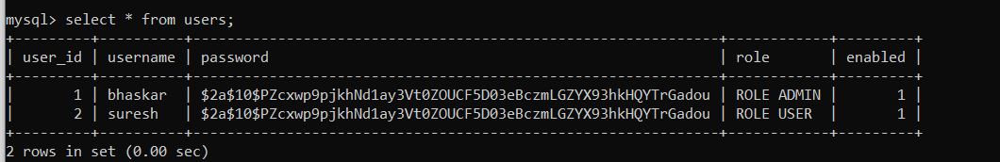 mysql> select * from users;
+---------+----------+--------------------------------------------------------------+------------+---------+
| user_id | username | password                                                     | role       | enabled |
+---------+----------+--------------------------------------------------------------+------------+---------+
|       1 | bhaskar  | $2a$10$PZcxwp9pjkhNd1ay3Vt0ZOUCF5D03eBczmLGZYX93hkHQYTrGadou | ROLE ADMIN |       1 |
|       2 | suresh   | $2a$10$PZcxwp9pjkhNd1ay3Vt0ZOUCF5D03eBczmLGZYX93hkHQYTrGadou | ROLE USER  |       1 |
+---------+----------+--------------------------------------------------------------+------------+---------+
2 rows in set (0.00 sec)